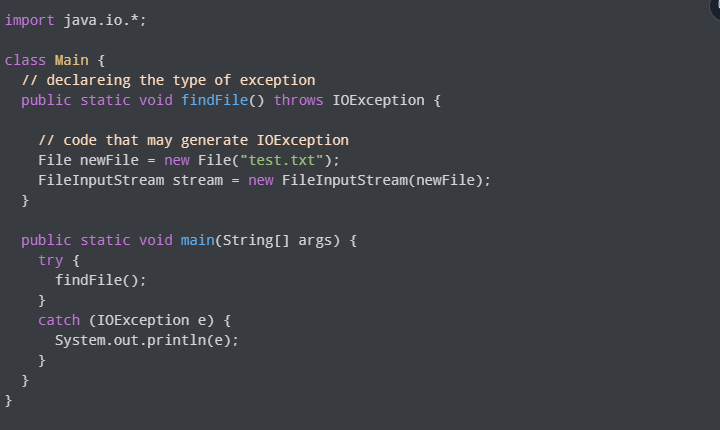 import java.io.*;
class Main {
// declareing the type of exception
public static void findFile() throws IOException {
// code that may generate IOException
File newFile = new File("test.txt");
FileInputStream stream = new FileInputStream(newFile);
}
public static void main(String[] args) {
try {
findFile();
}
catch (IOException e) {
System.out.println(e);
}
}
}